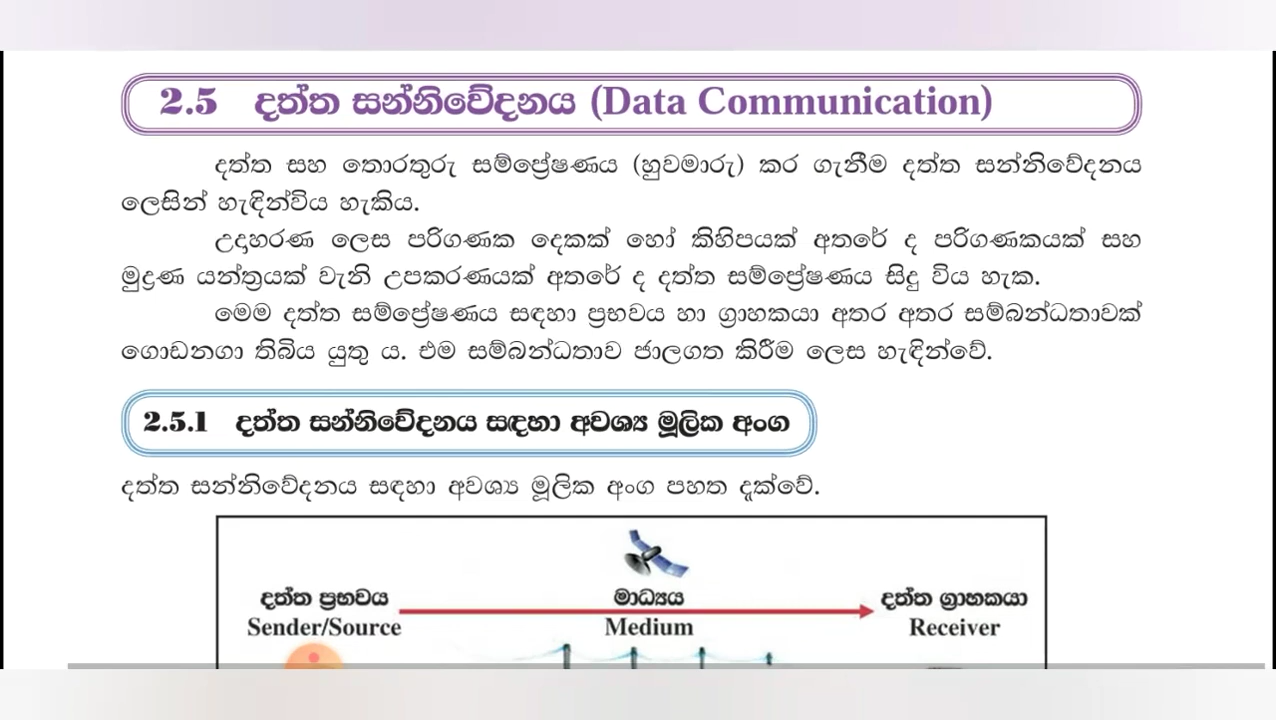 2.5 දත්ත සන්නිවේදනය (Data Communication)
දත්ත සහ තොරතුරු සම්ප්‍රේෂණය (හුවමාරු) කර ගැනීම දත්ත සන්නිවේදනය
ලෙසින් හැඳින්විය හැකිය.
උදාහරණ ලෙස පරිගණක දෙකක් හෝ කිහිපයක් අතරේ ද පරිගණකයක් සහ
මුද්‍රණ යන්ත්‍රයක් වැනි උපකරණයක් අතරේ ද දත්ත සම්ප්‍රේෂණය සිදු විය හැක.
මෙම දත්ත සම්ප්‍රේෂණය සඳහා ප්‍රභවය හා ග්‍රාහකයා අතර අතර සම්බන්ධතාවක්
ගොඩනගා තිබිය යුතු ය. එම සම්බන්ධතාව ජාලගත කිරීම ලෙස හැඳින්වේ.
2.5.1 දත්ත සන්නිවේදනය සඳහා අවශ්‍ය මූලික අංග
දත්ත සන්නිවේදනය සඳහා අවශ්‍ය මූලික අංග පහත දැක්වේ.
දත්ත ප්‍රභවය මාධ්‍යය දත්ත ග්‍රාහකයා
Sender/Source Medium Receiver